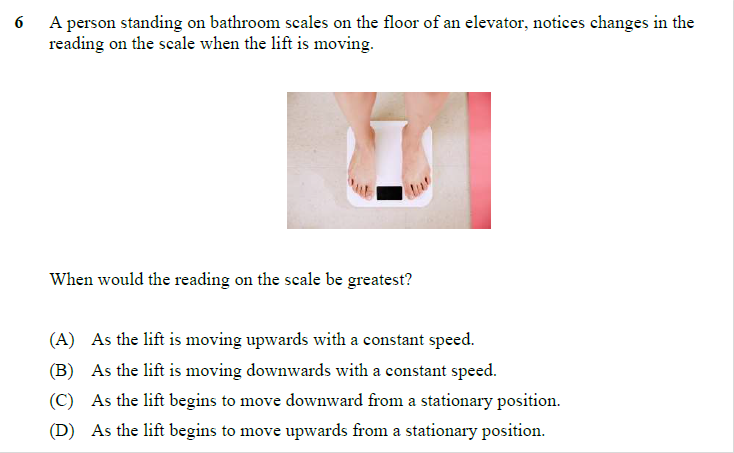 6 A person standing on bathroom scales on the floor of an elevator, notices changes in the
reading on the scale when the lift is moving.
When would the reading on the scale be greatest?
(A) As the lift is moving upwards with a constant speed.
(B) As the lift is moving downwards with a constant speed.
(C) As the lift begins to move downward from a stationary position.
(D) As the lift begins to move upwards from a stationary position.